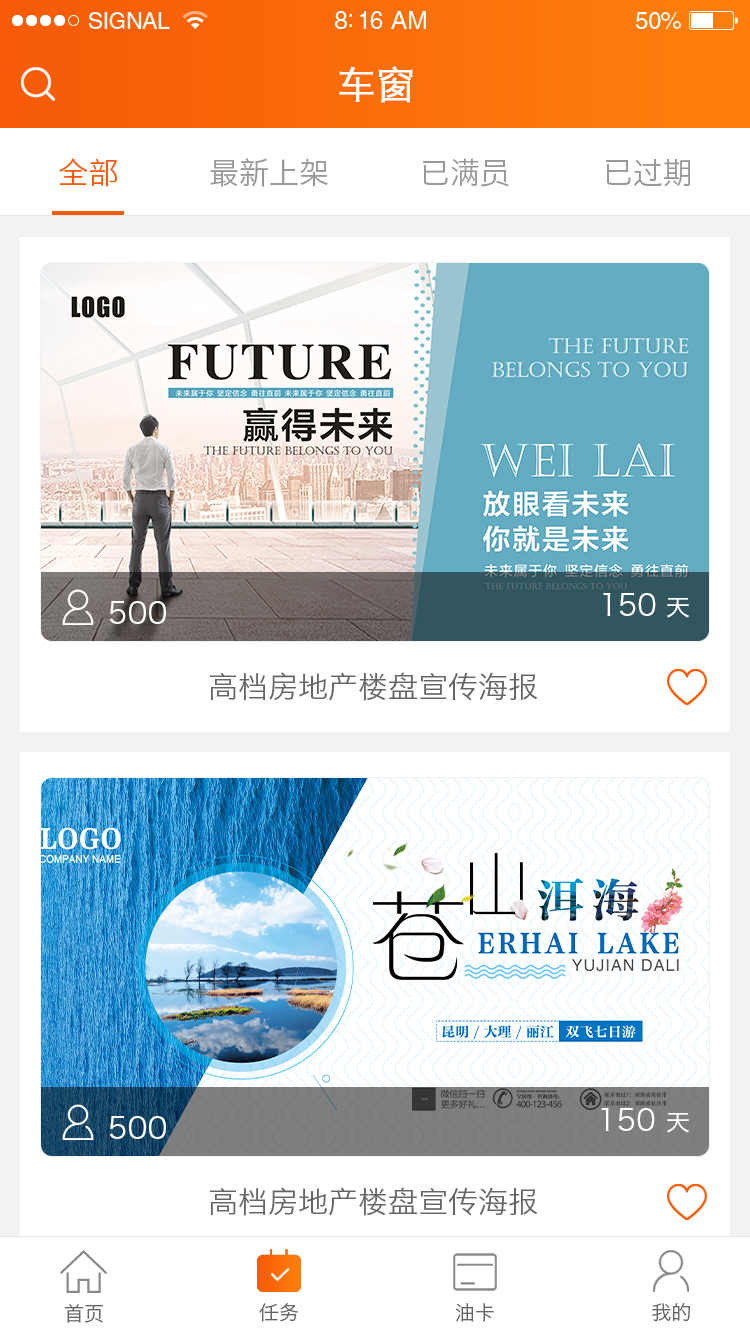 SIGNAL
8:16 AM
50%
车窗
全部
最新上架
已满员
已过期
LOGO
FUTURE
未来属于你 坚定信念 勇往直前 未来属于你 坚定信念 勇往直前
赢得未来
THE FUTURE BELONGS TO YOU
THE FUTURE
BELONGS TO YOU
WEI LAI
放眼看未来
你就是未来
未来属于你 坚定信念 勇往直前
THE FUTURE BELONGS TO YOU
500
150 天
高档房地产楼盘宣传海报
LOGO
COMPANY NAME
苍山洱海
ERHAI LAKE
YUJIAN DALI
昆明 / 大理 / 丽江 双飞七日游
微信扫一扫
更多好礼...
400-123-456
500
150 天
高档房地产楼盘宣传海报
首页
任务
油卡
我的